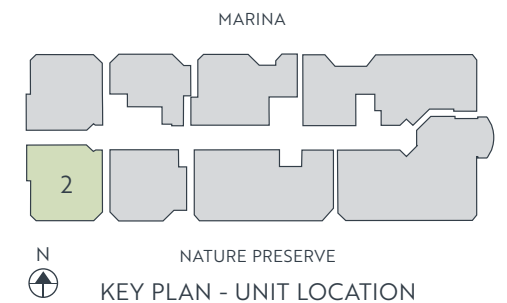 MARINA
2
N
NATURE PRESERVE
KEY PLAN - UNIT LOCATION